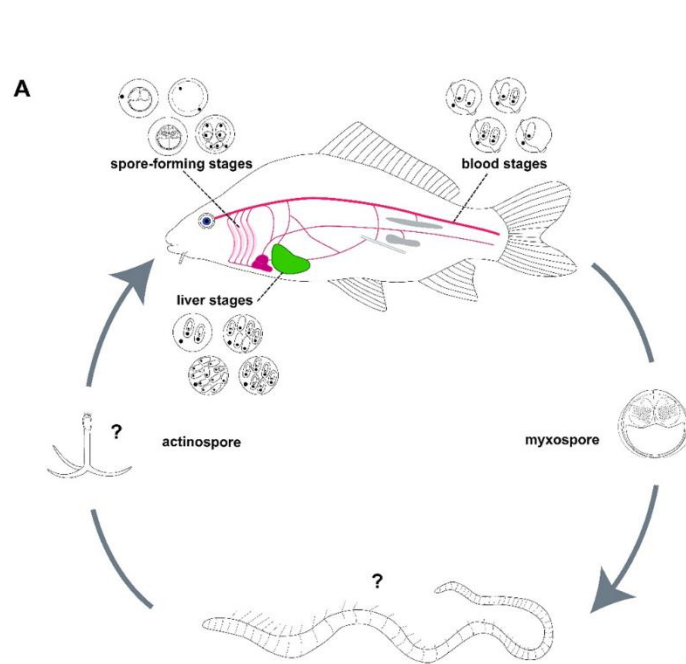 A
spore-forming stages
blood stages
liver stages
?
actinospore
myxospore
?